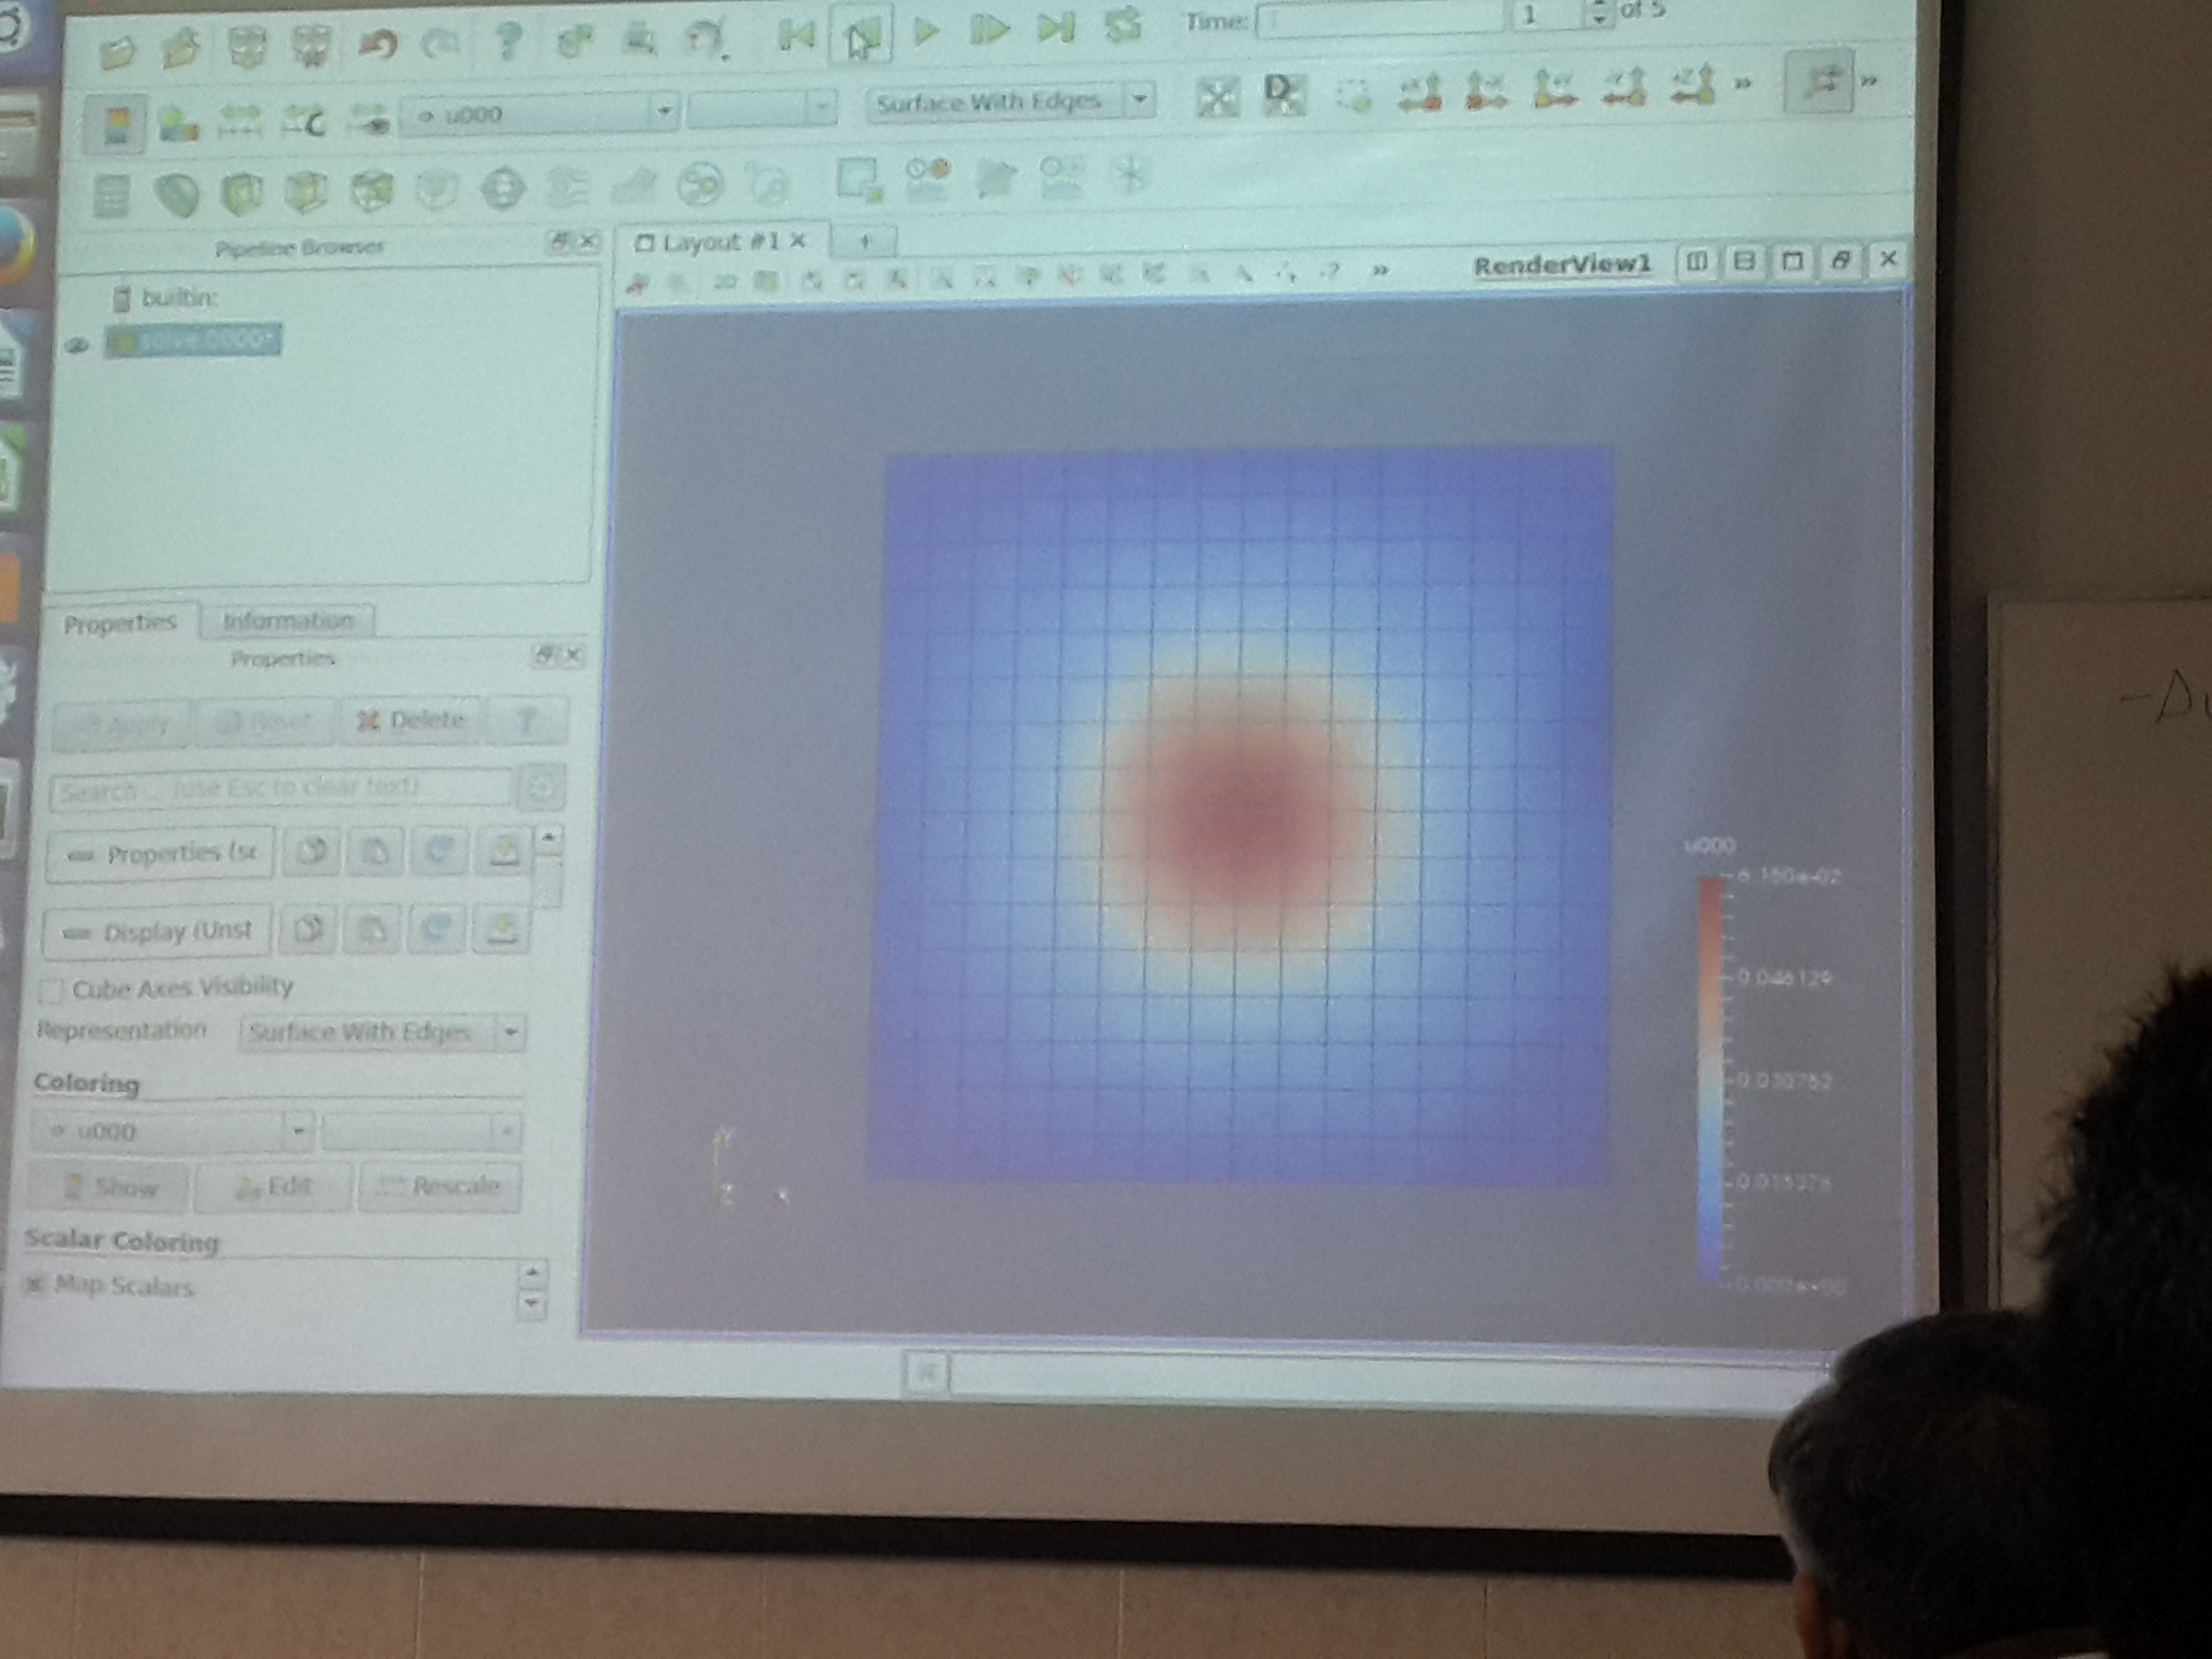 Time: 1 of 5
D
u000
Surface With Edges
Pipeline Browser
Layout #1
builtin:
RenderView1
solve.0000*
Properties
Information
Properties
Apply
Reset
Delete
?
Search ... (use Esc to clear text)
Properties (so
Display (Unst
Cube Axes Visibility
Representation
Surface With Edges
Coloring
u000
Show
Edit
Rescale
Scalar Coloring
Map Scalars
u000
6.150e-02
0.046129
0.030752
0.015376
0.000e+00
Y
Z
-Δu